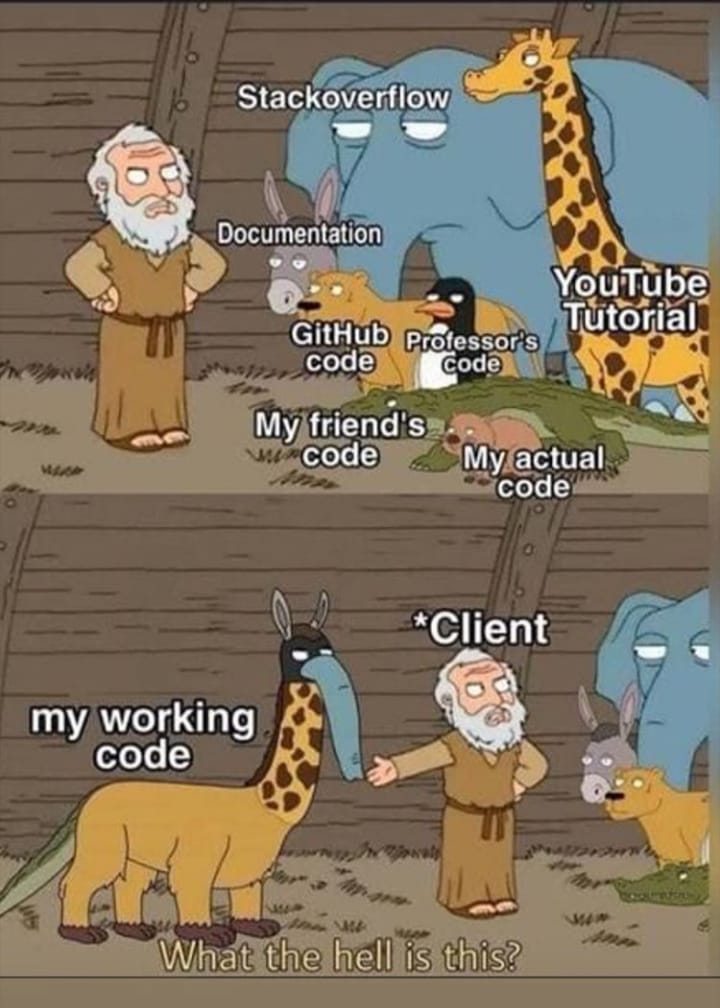 Stackoverflow
Documentation
YouTube
Tutorial
GitHub
code
Professor's
code
My friend's
code
My actual
code
*Client
my working
code
What the hell is this?